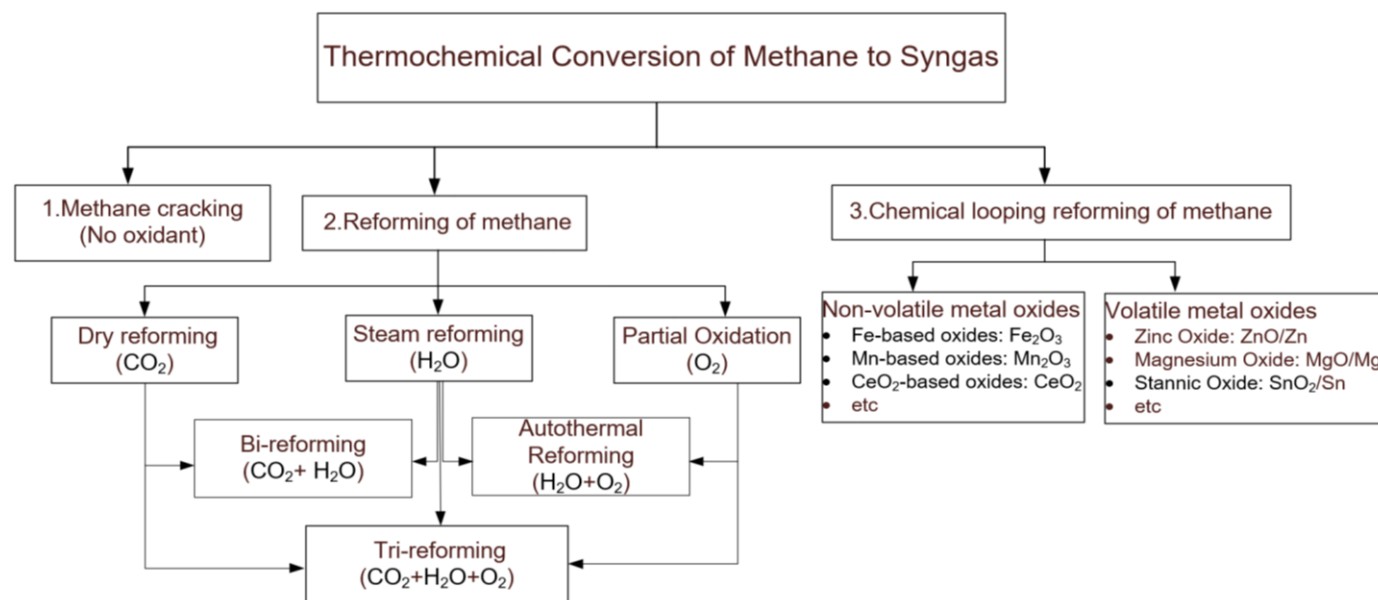 Thermochemical Conversion of Methane to Syngas
1.Methane cracking
(No oxidant)
2.Reforming of methane
3.Chemical looping reforming of methane
Dry reforming
(CO₂)
Steam reforming
(H₂O)
Partial Oxidation
(O₂)
Non-volatile metal oxides
• Fe-based oxides: Fe₂O₃
• Mn-based oxides: Mn₂O₃
• CeO₂-based oxides: CeO₂
• etc
Volatile metal oxides
• Zinc Oxide: ZnO/Zn
• Magnesium Oxide: MgO/Mg
• Stannic Oxide: SnO₂/Sn
• etc
Bi-reforming
(CO₂+ H₂O)
Autothermal
Reforming
(H₂O+O₂)
Tri-reforming
(CO₂+H₂O+O₂)